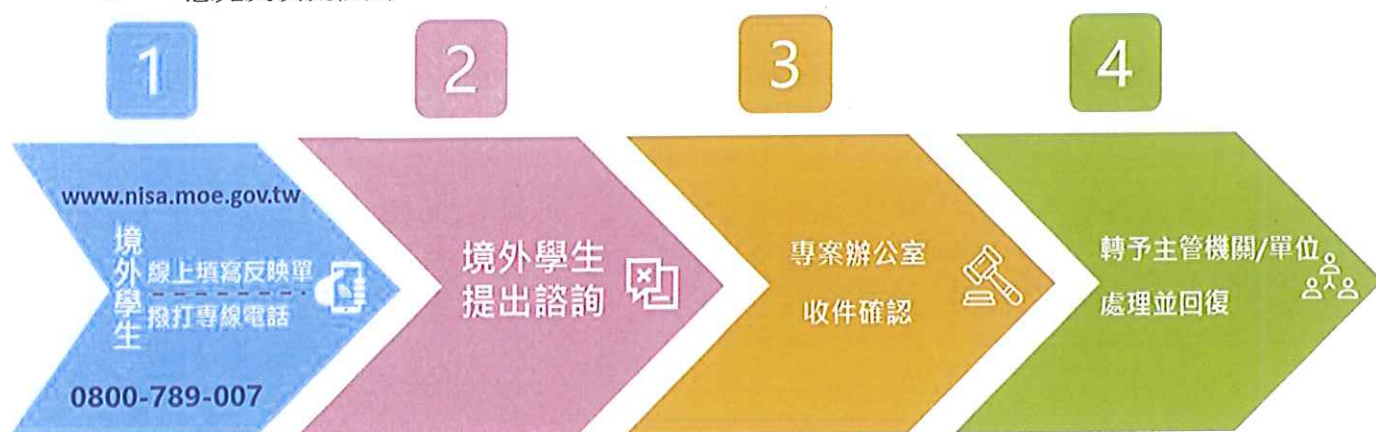 1
www.nisa.moe.gov.tw
境外學生
線上填寫反映單
撥打專線電話
0800-789-007
2
境外學生
提出諮詢
3
專案辦公室
收件確認
4
轉予主管機關/單位
處理並回復